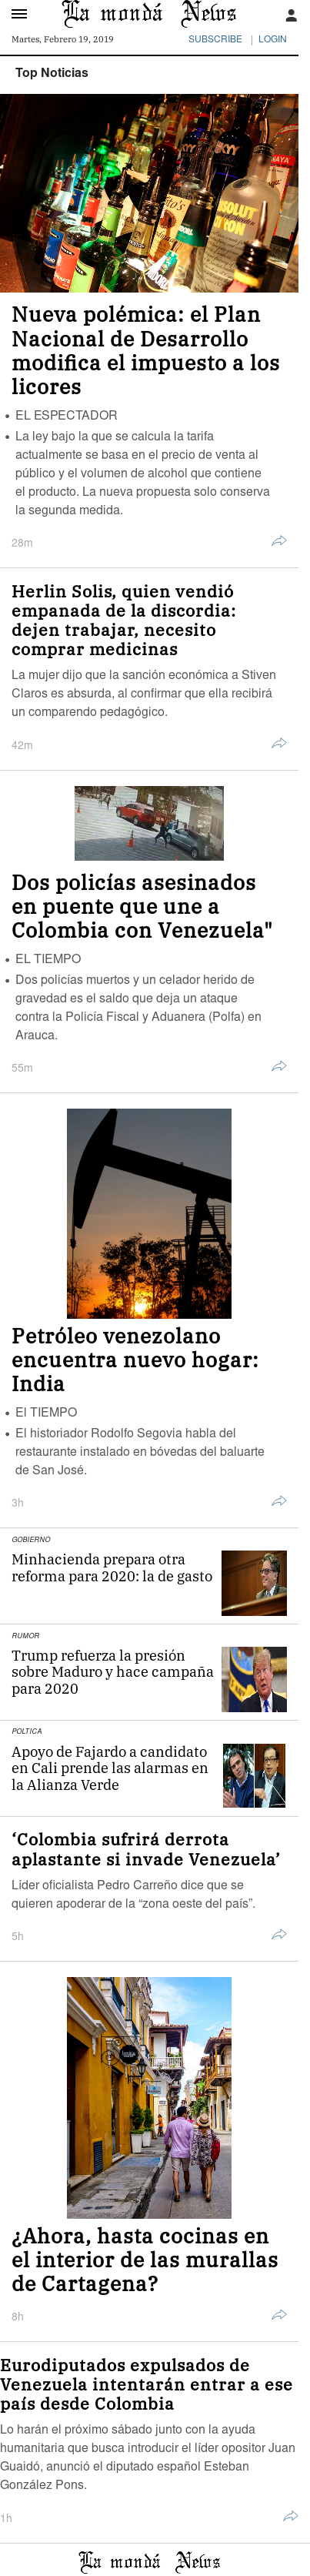 La mondá News
Martes, Febrero 19, 2019 SUBSCRIBE | LOGIN
Top Noticias
SKYY
ABSOLUT
Nueva polémica: el Plan
Nacional de Desarrollo
modifica el impuesto a los
licores
• EL ESPECTADOR
• La ley bajo la que se calcula la tarifa
actualmente se basa en el precio de venta al
público y el volumen de alcohol que contiene
el producto. La nueva propuesta solo conserva
la segunda medida.
28m
Herlin Solis, quien vendió
empanada de la discordia:
dejen trabajar, necesito
comprar medicinas
La mujer dijo que la sanción económica a Stiven
Claros es absurda, al confirmar que ella recibirá
un comparendo pedagógico.
42m
Dos policías asesinados
en puente que une a
Colombia con Venezuela"
• EL TIEMPO
• Dos policías muertos y un celador herido de
gravedad es el saldo que deja un ataque
contra la Policía Fiscal y Aduanera (Polfa) en
Arauca.
55m
Petróleo venezolano
encuentra nuevo hogar:
India
• El TIEMPO
• El historiador Rodolfo Segovia habla del
restaurante instalado en bóvedas del baluarte
de San José.
3h
GOBIERNO
Minhacienda prepara otra
reforma para 2020: la de gasto
RUMOR
Trump refuerza la presión
sobre Maduro y hace campaña
para 2020
POLTICA
Apoyo de Fajardo a candidato
en Cali prende las alarmas en
la Alianza Verde
‘Colombia sufrirá derrota
aplastante si invade Venezuela’
Líder oficialista Pedro Carreño dice que se
quieren apoderar de la “zona oeste del país”.
5h
¿Ahora, hasta cocinas en
el interior de las murallas
de Cartagena?
8h
Eurodiputados expulsados de
Venezuela intentarán entrar a ese
país desde Colombia
Lo harán el próximo sábado junto con la ayuda
humanitaria que busca introducir el líder opositor Juan
Guaidó, anunció el diputado español Esteban
González Pons.
1h
La mondá News